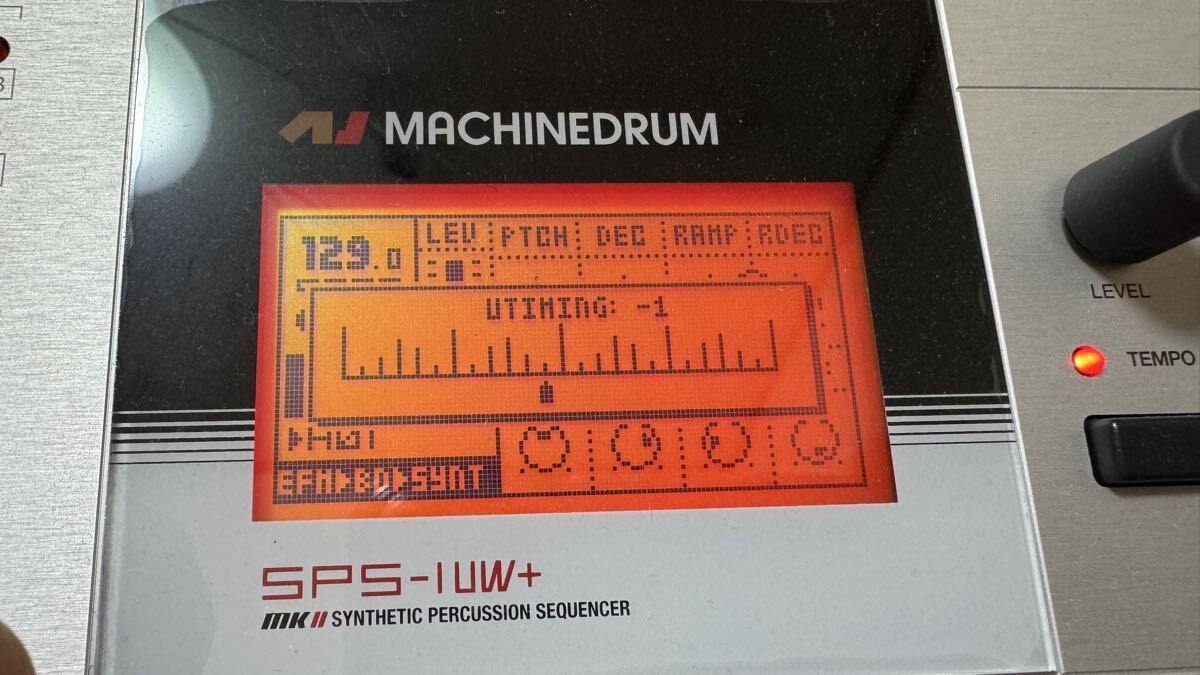 MACHINEDRUM
129.0 LEV PTCH DEC RAMP RDEC
UTIMING: -1
EFM▶BD▶SYNT
SPS-1UW+
MKII SYNTHETIC PERCUSSION SEQUENCER
LEVEL
TEMPO